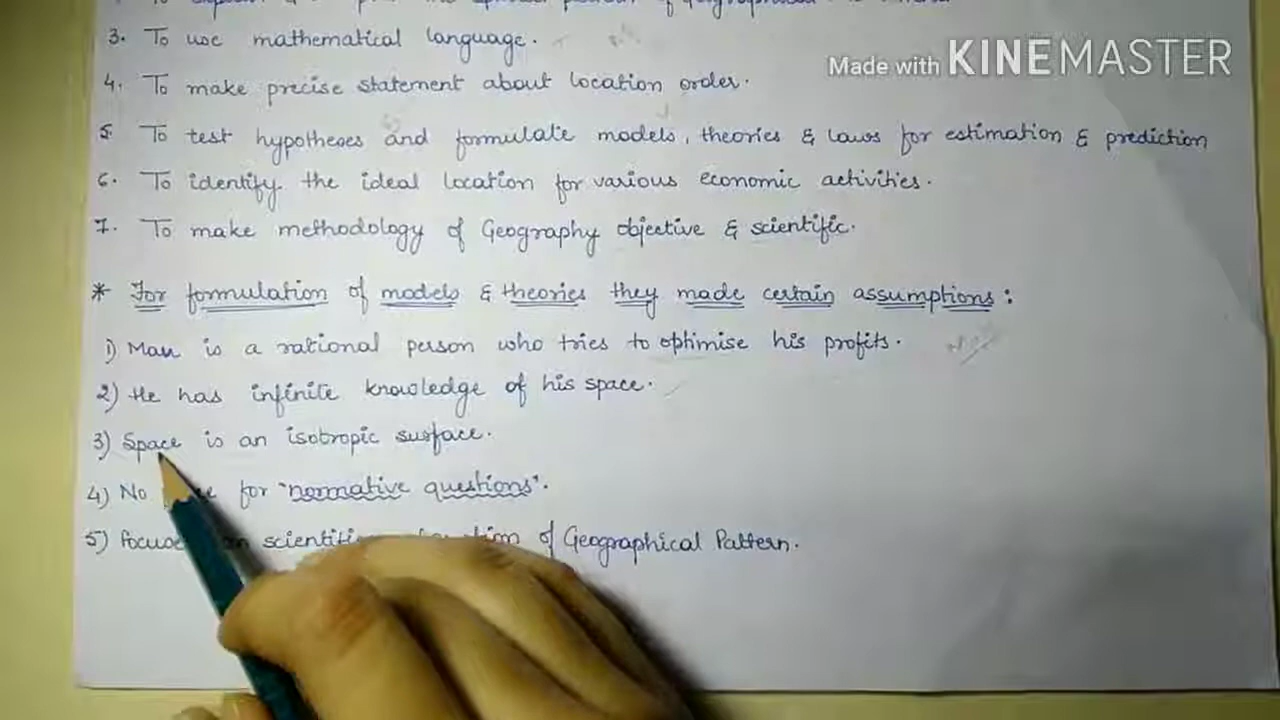 3. To use mathematical language.
Made with KINEMASTER
4. To make precise statement about location order.
5. To test hypotheses and formulate models, theories & laws for estimation & prediction
6. To identify the ideal location for various economic activities.
7. To make methodology of Geography objective & scientific.
* For formulation of models & theories they made certain assumptions :
1) Man is a rational person who tries to optimise his profits.
2) He has infinite knowledge of his space.
3) Space is an isotropic surface.
4) No for "normative questions".
5) of Geographical Pattern.